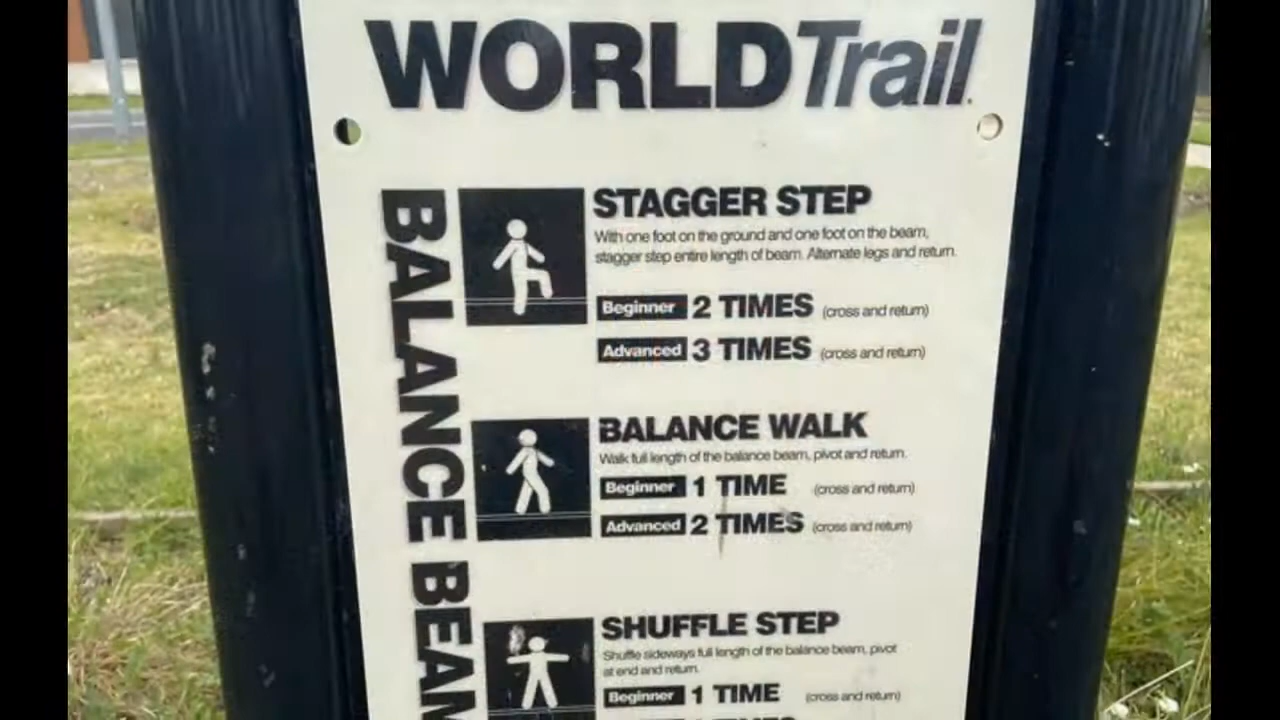 WORLDTrail.
BALANCE BEAM
STAGGER STEP
With one foot on the ground and one foot on the beam,
stagger step entire length of beam. Alternate legs and return.
Beginner 2 TIMES (cross and return)
Advanced 3 TIMES (cross and return)
BALANCE WALK
Walk full length of the balance beam, pivot and return.
Beginner 1 TIME (cross and return)
Advanced 2 TIMES (cross and return)
SHUFFLE STEP
Shuffle sideways full length of the balance beam, pivot
at end and return.
Beginner 1 TIME (cross and return)